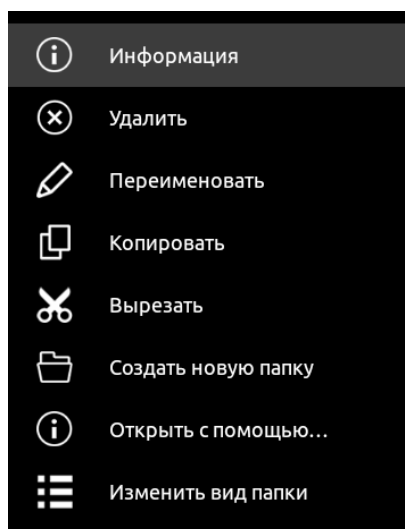 Информация
Удалить
Переименовать
Копировать
Вырезать
Создать новую папку
Открыть с помощью...
Изменить вид папки